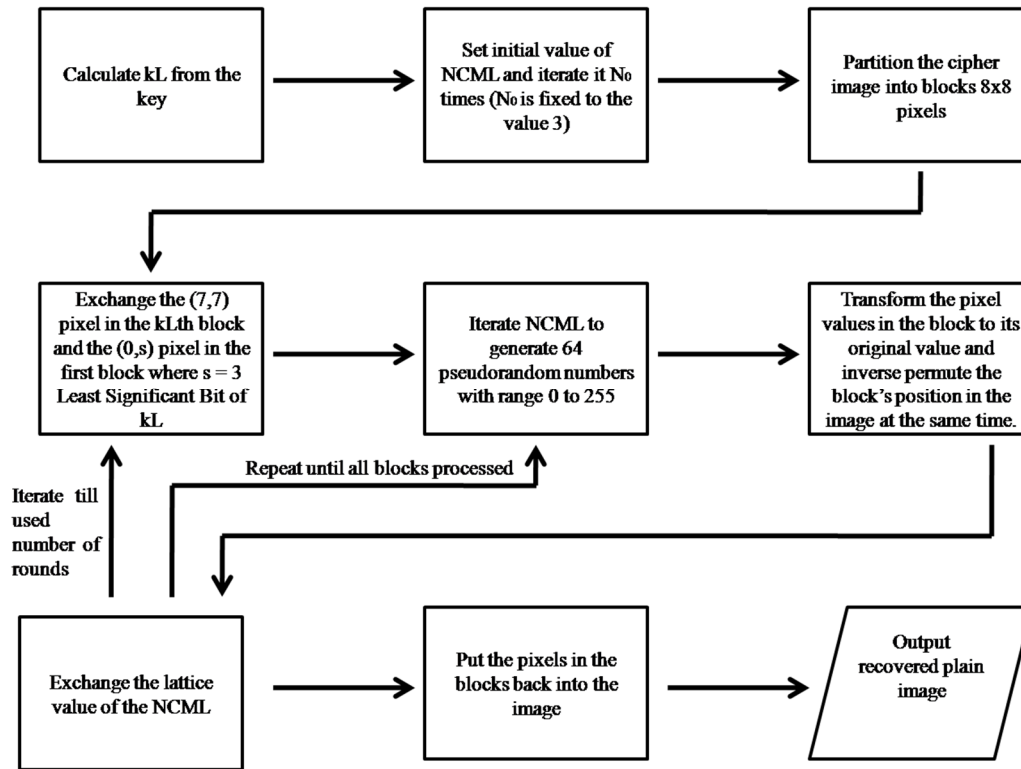 Calculate kL from the
key
Set initial value of
NCML and iterate it N₀
times (N₀ is fixed to the
value 3)
Partition the cipher
image into blocks 8x8
pixels
Exchange the (7,7)
pixel in the kLth block
and the (0,s) pixel in the
first block where s = 3
Least Significant Bit of
kL
Iterate NCML to
generate 64
pseudorandom numbers
with range 0 to 255
Transform the pixel
values in the block to its
original value and
inverse permute the
block's position in the
image at the same time.
Repeat until all blocks processed
Iterate till
used
number of
rounds
Exchange the lattice
value of the NCML
Put the pixels in the
blocks back into the
image
Output
recovered plain
image